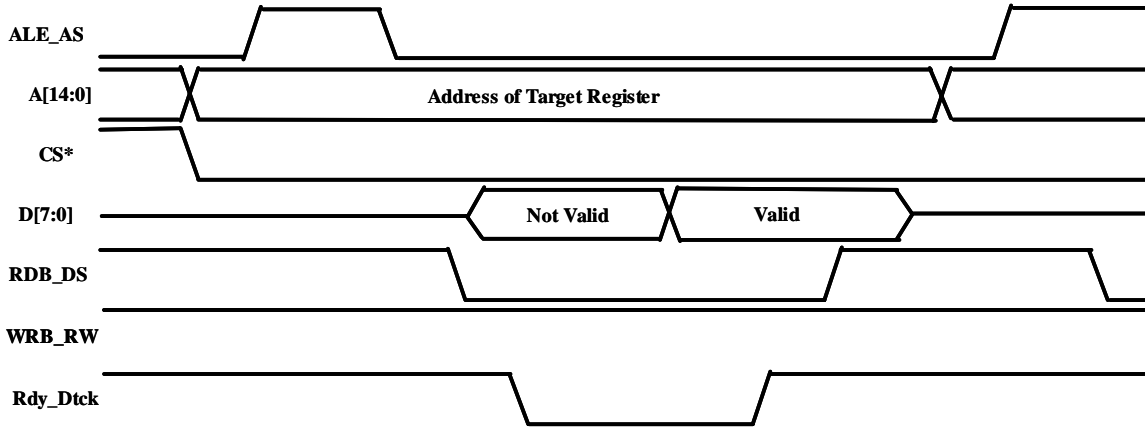 ALE_AS
A[14:0]
Address of Target Register
CS*
D[7:0]
Not Valid
Valid
RDB_DS
WRB_RW
Rdy_Dtck